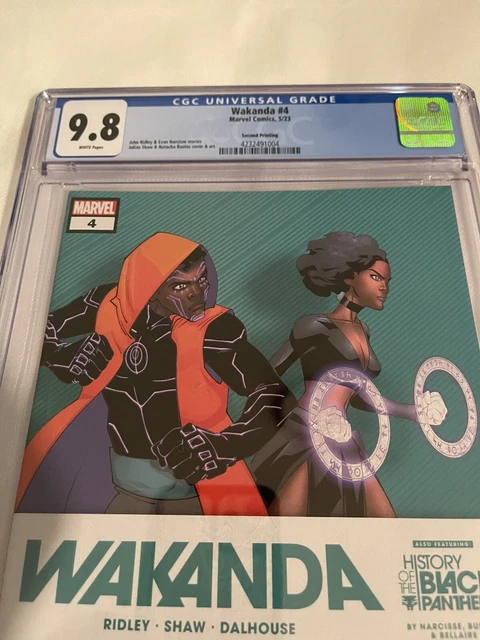 CGC UNIVERSAL GRADE
9.8
WHITE Pages
Wakanda #4
Marvel Comics, 5/23
Second Printing
John Ridley & Evan Narcisse stories
Julian Shaw & Natacha Bustos cover & art
4232491004
MARVEL
4
WAKANDA
RIDLEY • SHAW • DALHOUSE
ALSO FEATURING:
HISTORY
OF THE
BLACK
PANTHE
BY NARCISSE, BU
& BELLAIRE